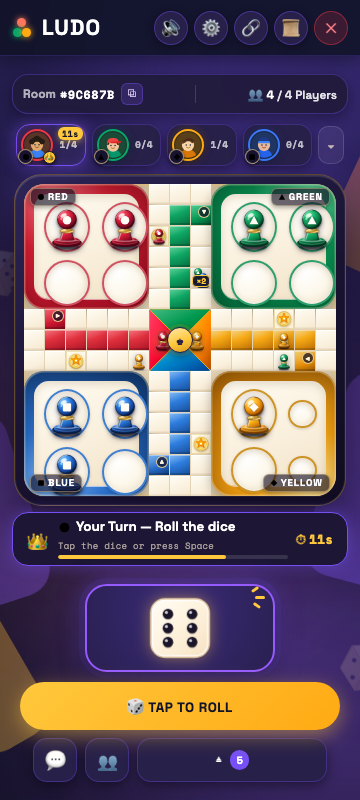 LUDO
Room #9C687B
4 / 4 Players
11s
1/4
0/4
0/4
0/4
RED
GREEN
×2
BLUE
YELLOW
Your Turn — Roll the dice
Tap the dice or press Space
11s
TAP TO ROLL
5